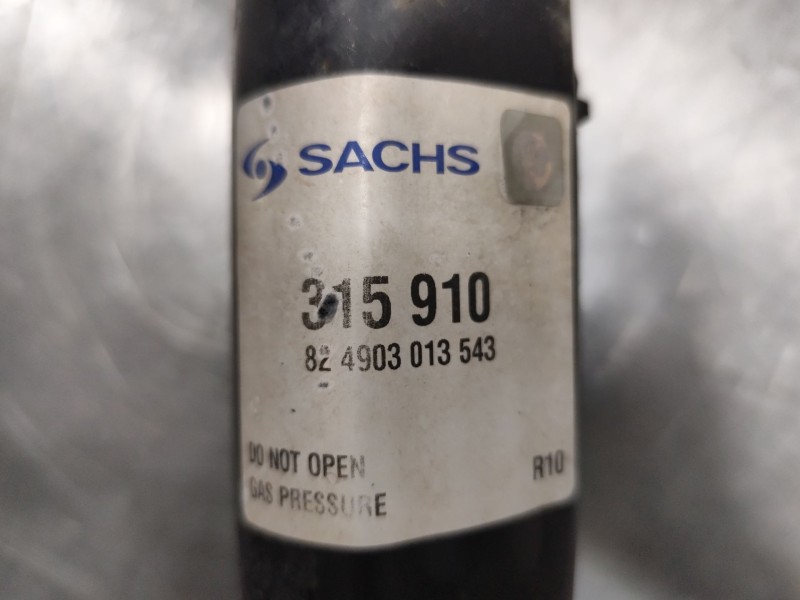 SACHS
315 910
82 4903 013 543
DO NOT OPEN
GAS PRESSURE
R10